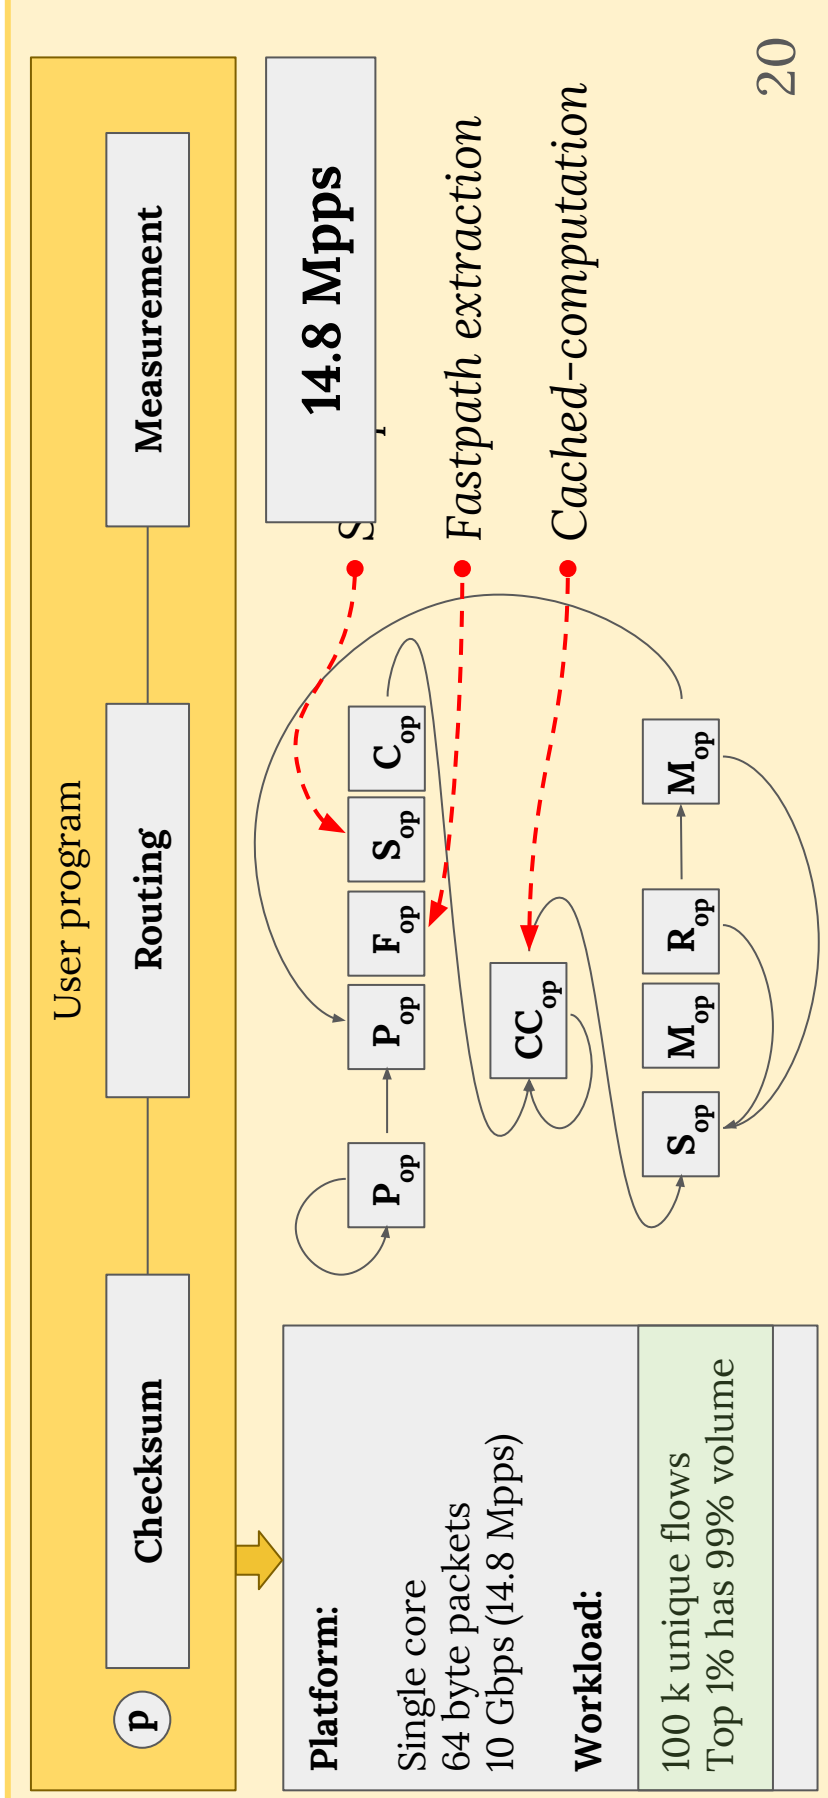 User program
p
Checksum
Routing
Measurement
Platform:
Single core
64 byte packets
10 Gbps (14.8 Mpps)
Workload:
100 k unique flows
Top 1% has 99% volume
14.8 Mpps
Fastpath extraction
Cached-computation
Pop
Pop
Fop
Sop
Cop
CCop
Sop
Mop
Rop
Mop
20